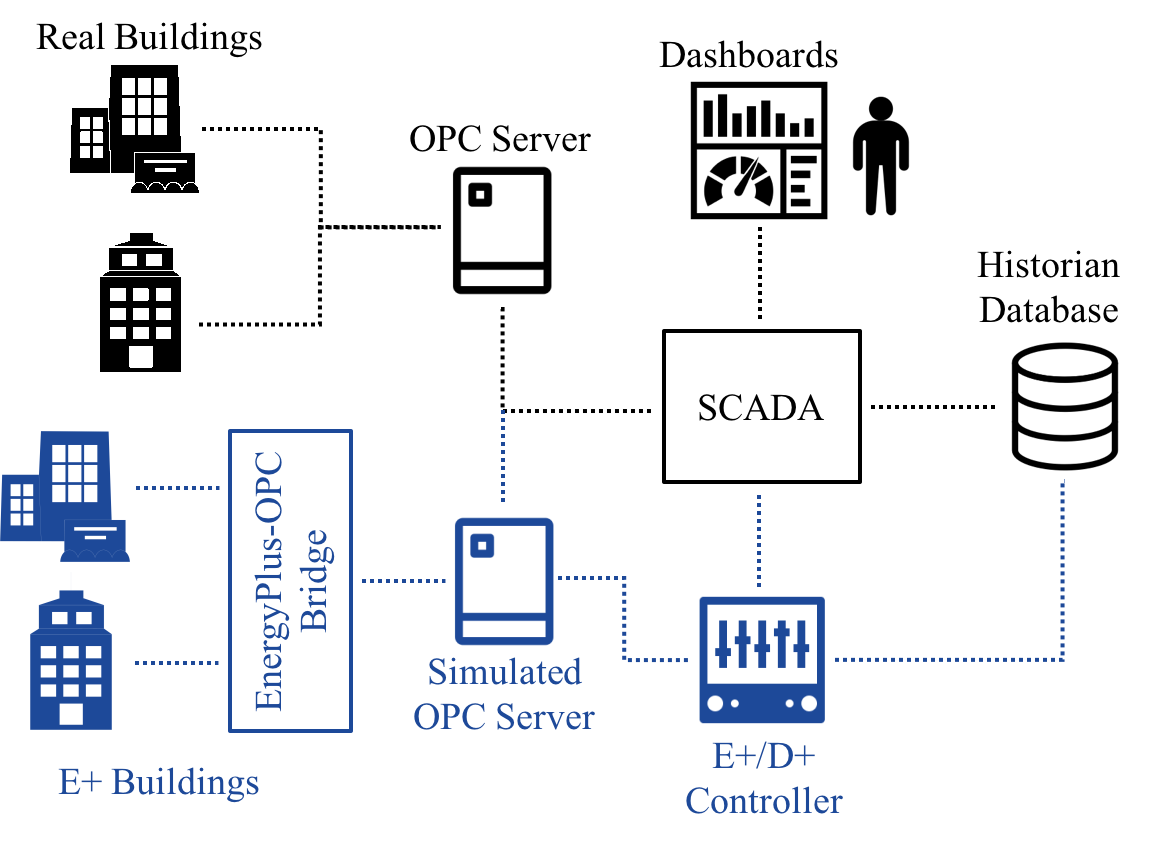 Real Buildings
Dashboards
OPC Server
Historian
Database
SCADA
EnergyPlus-OPC
Bridge
Simulated
OPC Server
E+/D+
Controller
E+ Buildings